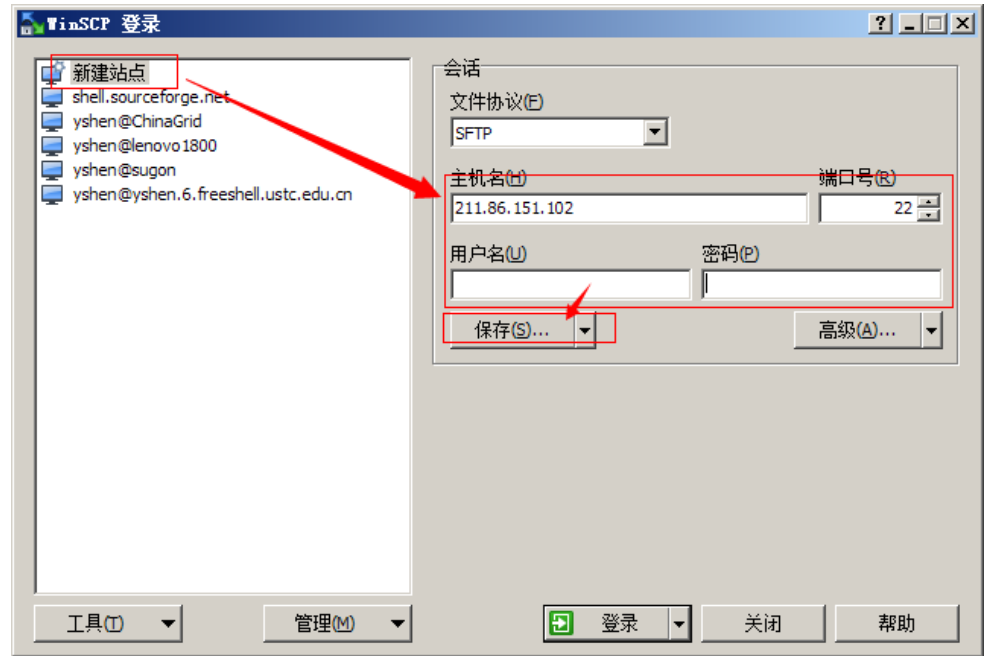 WinSCP 登录
新建站点
shell.sourceforge.net
yshen@ChinaGrid
yshen@lenovo1800
yshen@sugon
yshen@yshen.6.freeshell.ustc.edu.cn
会话
文件协议(F)
SFTP
主机名(H) 端口号(R)
211.86.151.102 22
用户名(U) 密码(P)
保存(S)... 高级(A)...
工具(T) 管理(M) 登录 关闭 帮助